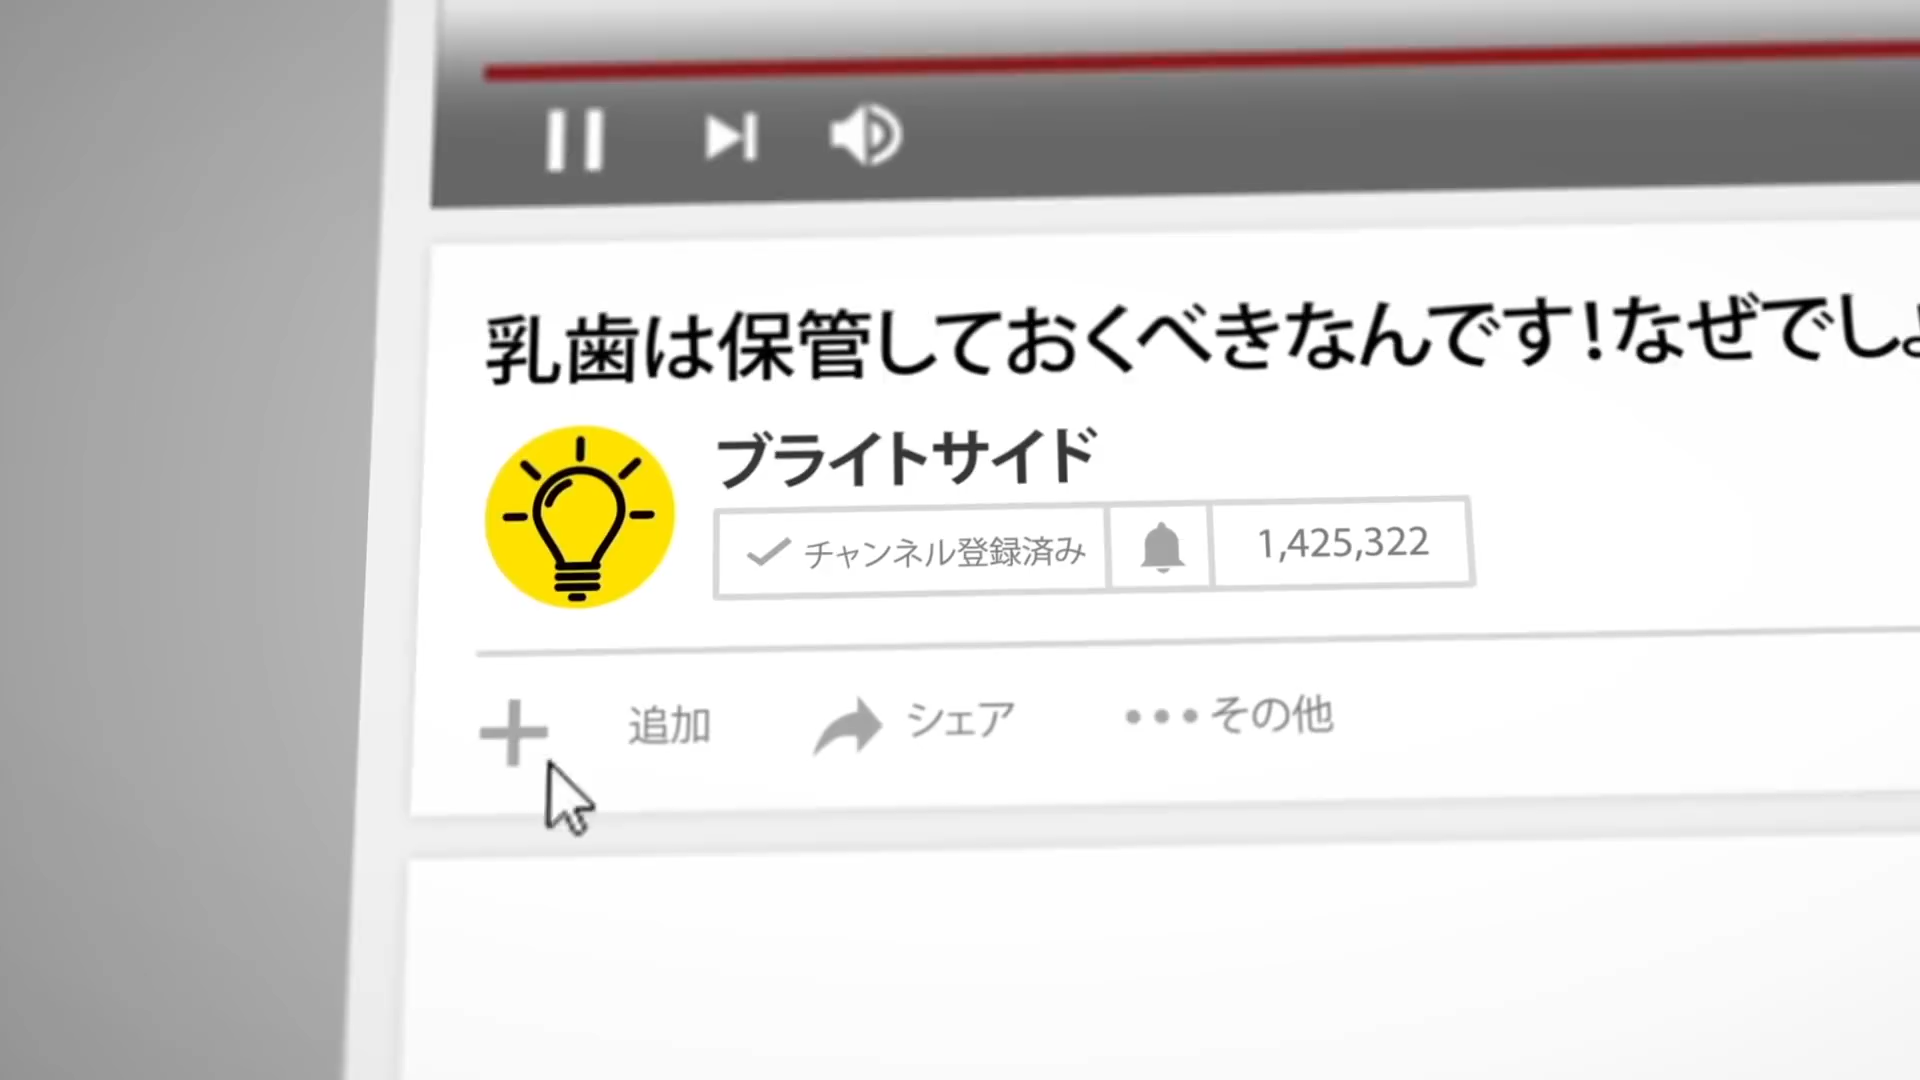 乳歯は保管しておくべきなんです!なぜでしょ
ブライトサイド
チャンネル登録済み 1,425,322
追加 シェア その他